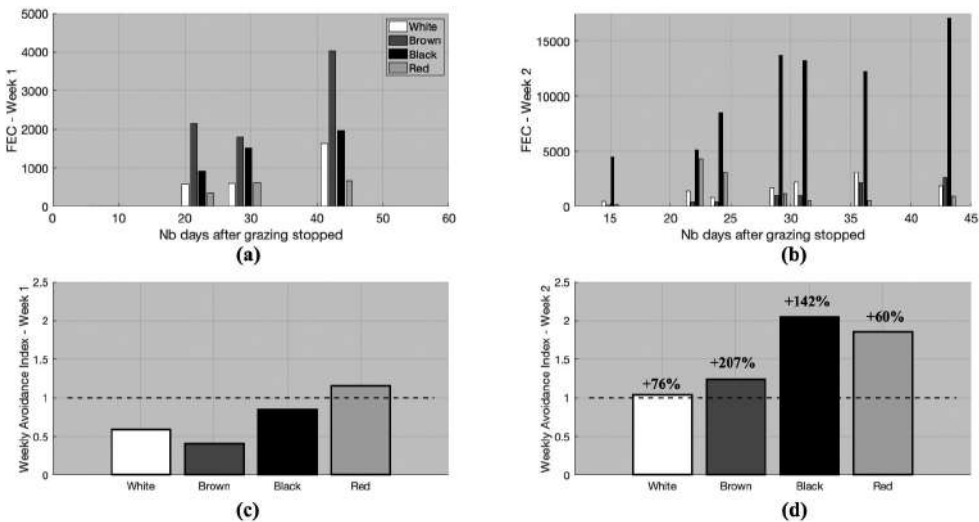 5000
4000
3000
2000
1000
0
FEC - Week 1
White
Brown
Black
Red
0 10 20 30 40 50 60
Nb days after grazing stopped
(a)
15000
10000
5000
0
FEC - Week 2
15 20 25 30 35 40 45
Nb days after grazing stopped
(b)
2.5
2
1.5
1
0.5
0
Weekly Avoidance Index - Week 1
White Brown Black Red
(c)
2.5
2
1.5
1
0.5
0
Weekly Avoidance Index - Week 2
+76%
+207%
+142%
+60%
White Brown Black Red
(d)